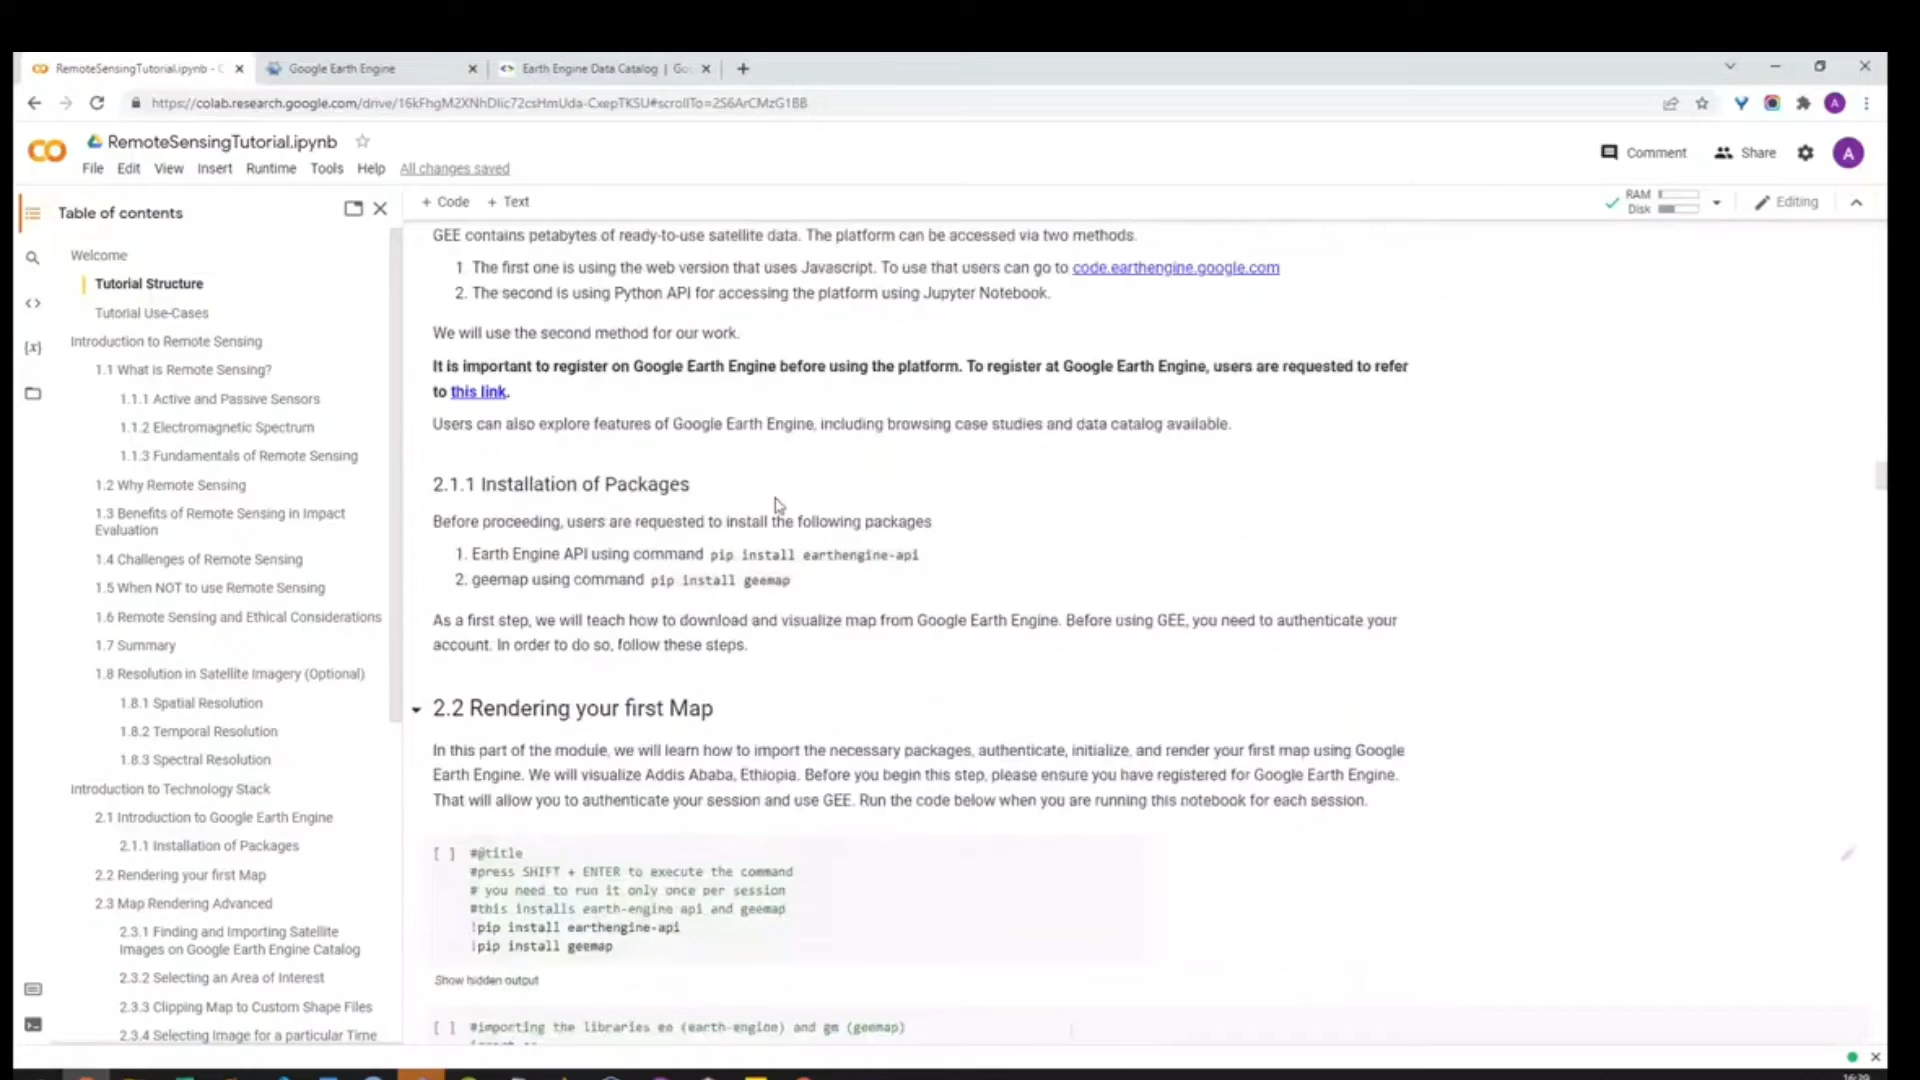 RemoteSensingTutorial.ipynb - C
Google Earth Engine
Earth Engine Data Catalog | Go
https://colab.research.google.com/drive/16kFhgM2XNhDIic72csHmUda-CxepTKSU#scrollTo=2S6ArCMzG1BB
A
RemoteSensingTutorial.ipynb
File Edit View Insert Runtime Tools Help All changes saved
Comment Share A
Table of contents
+ Code + Text
RAM
Disk
Editing
Welcome
Tutorial Structure
Tutorial Use-Cases
Introduction to Remote Sensing
1.1 What is Remote Sensing?
1.1.1 Active and Passive Sensors
1.1.2 Electromagnetic Spectrum
1.1.3 Fundamentals of Remote Sensing
1.2 Why Remote Sensing
1.3 Benefits of Remote Sensing in Impact
Evaluation
1.4 Challenges of Remote Sensing
1.5 When NOT to use Remote Sensing
1.6 Remote Sensing and Ethical Considerations
1.7 Summary
1.8 Resolution in Satellite Imagery (Optional)
1.8.1 Spatial Resolution
1.8.2 Temporal Resolution
1.8.3 Spectral Resolution
Introduction to Technology Stack
2.1 Introduction to Google Earth Engine
2.1.1 Installation of Packages
2.2 Rendering your first Map
2.3 Map Rendering Advanced
2.3.1 Finding and Importing Satellite
Images on Google Earth Engine Catalog
2.3.2 Selecting an Area of Interest
2.3.3 Clipping Map to Custom Shape Files
2.3.4 Selecting Image for a particular Time
GEE contains petabytes of ready-to-use satellite data. The platform can be accessed via two methods.
1. The first one is using the web version that uses Javascript. To use that users can go to code.earthengine.google.com
2. The second is using Python API for accessing the platform using Jupyter Notebook.
We will use the second method for our work.
It is important to register on Google Earth Engine before using the platform. To register at Google Earth Engine, users are requested to refer
to this link.
Users can also explore features of Google Earth Engine, including browsing case studies and data catalog available.
2.1.1 Installation of Packages
Before proceeding, users are requested to install the following packages
1. Earth Engine API using command pip install earthengine-api
2. geemap using command pip install geemap
As a first step, we will teach how to download and visualize map from Google Earth Engine. Before using GEE, you need to authenticate your
account. In order to do so, follow these steps.
2.2 Rendering your first Map
In this part of the module, we will learn how to import the necessary packages, authenticate, initialize, and render your first map using Google
Earth Engine. We will visualize Addis Ababa, Ethiopia. Before you begin this step, please ensure you have registered for Google Earth Engine.
That will allow you to authenticate your session and use GEE. Run the code below when you are running this notebook for each session.
[ ] #@title
#press SHIFT + ENTER to execute the command
# you need to run it only once per session
#this installs earth-engine api and geemap
!pip install earthengine-api
!pip install geemap
Show hidden output
[ ] #importing the libraries ee (earth-engine) and gm (geemap)